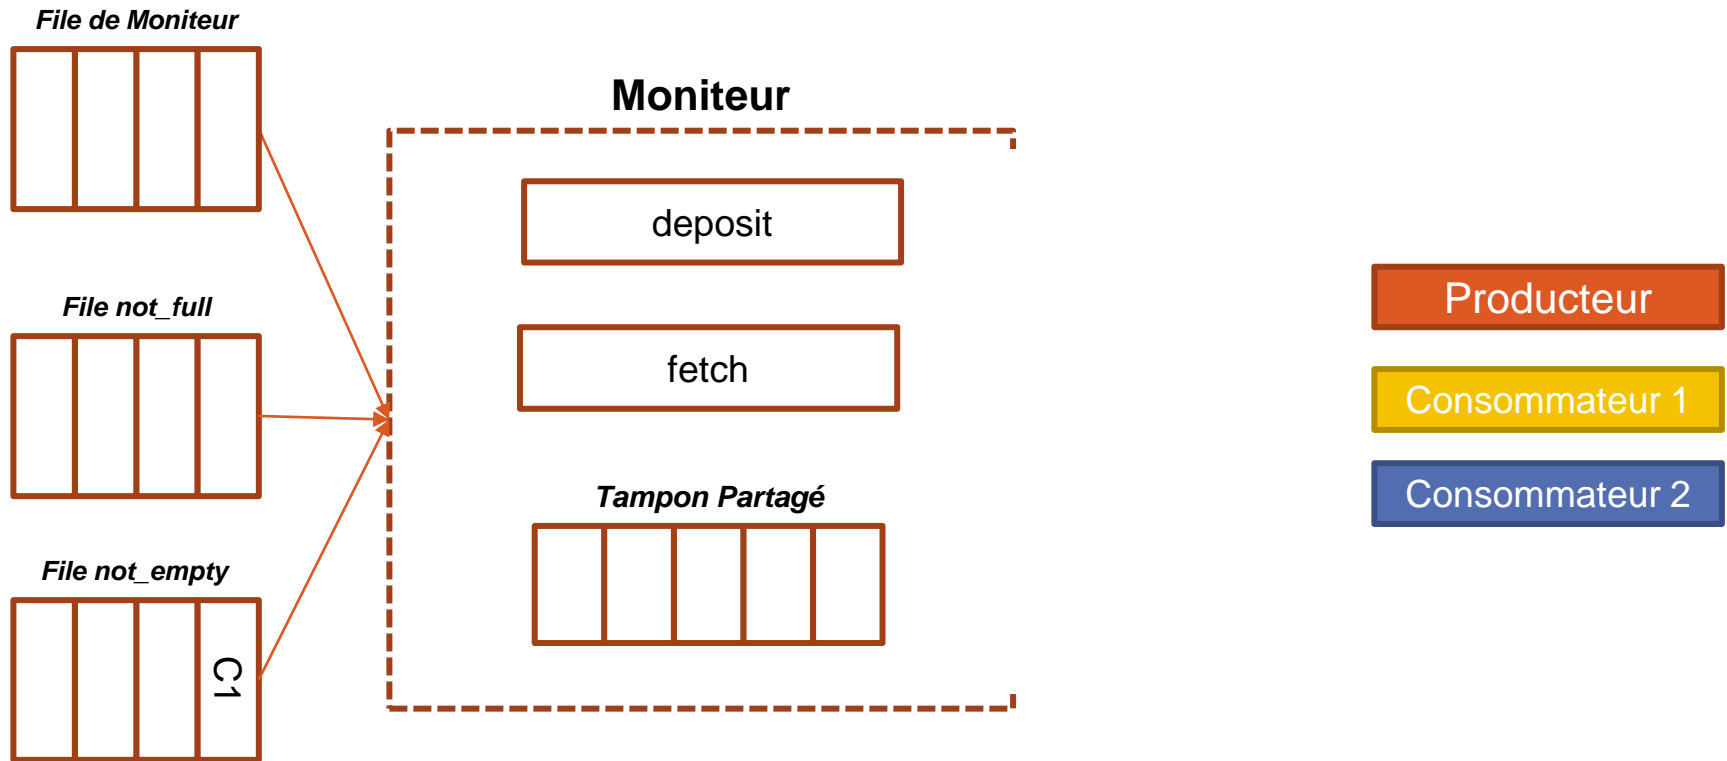 File de Moniteur
Moniteur
deposit
File not_full
Producteur
fetch
Consommateur 1
Consommateur 2
Tampon Partagé
File not_empty
C1